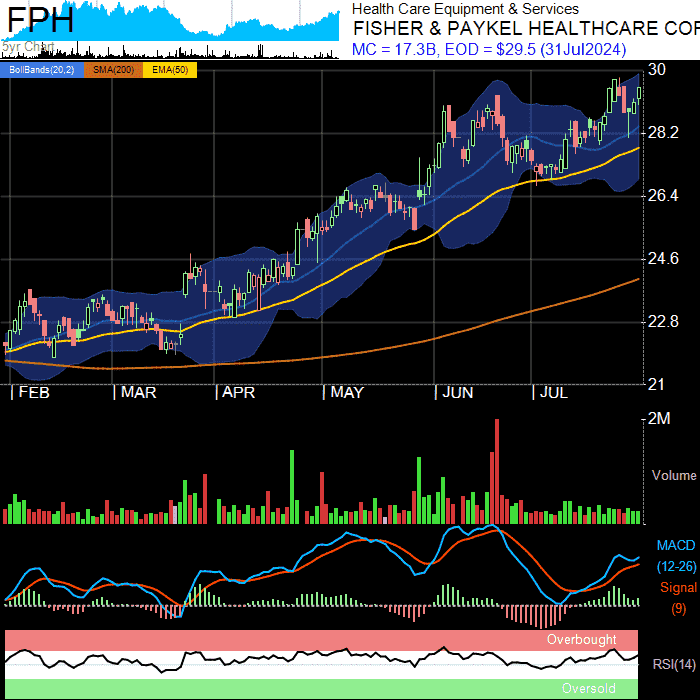 FPH
5yr Chart
Health Care Equipment & Services
FISHER & PAYKEL HEALTHCARE COR
MC = 17.3B, EOD = $29.5 (31Jul2024)
BollBands(20,2) SMA(200) EMA(50)
30
28.2
26.4
24.6
22.8
21
FEB MAR APR MAY JUN JUL
2M
Volume
MACD
(12-26)
Signal
(9)
Overbought
RSI(14)
Oversold